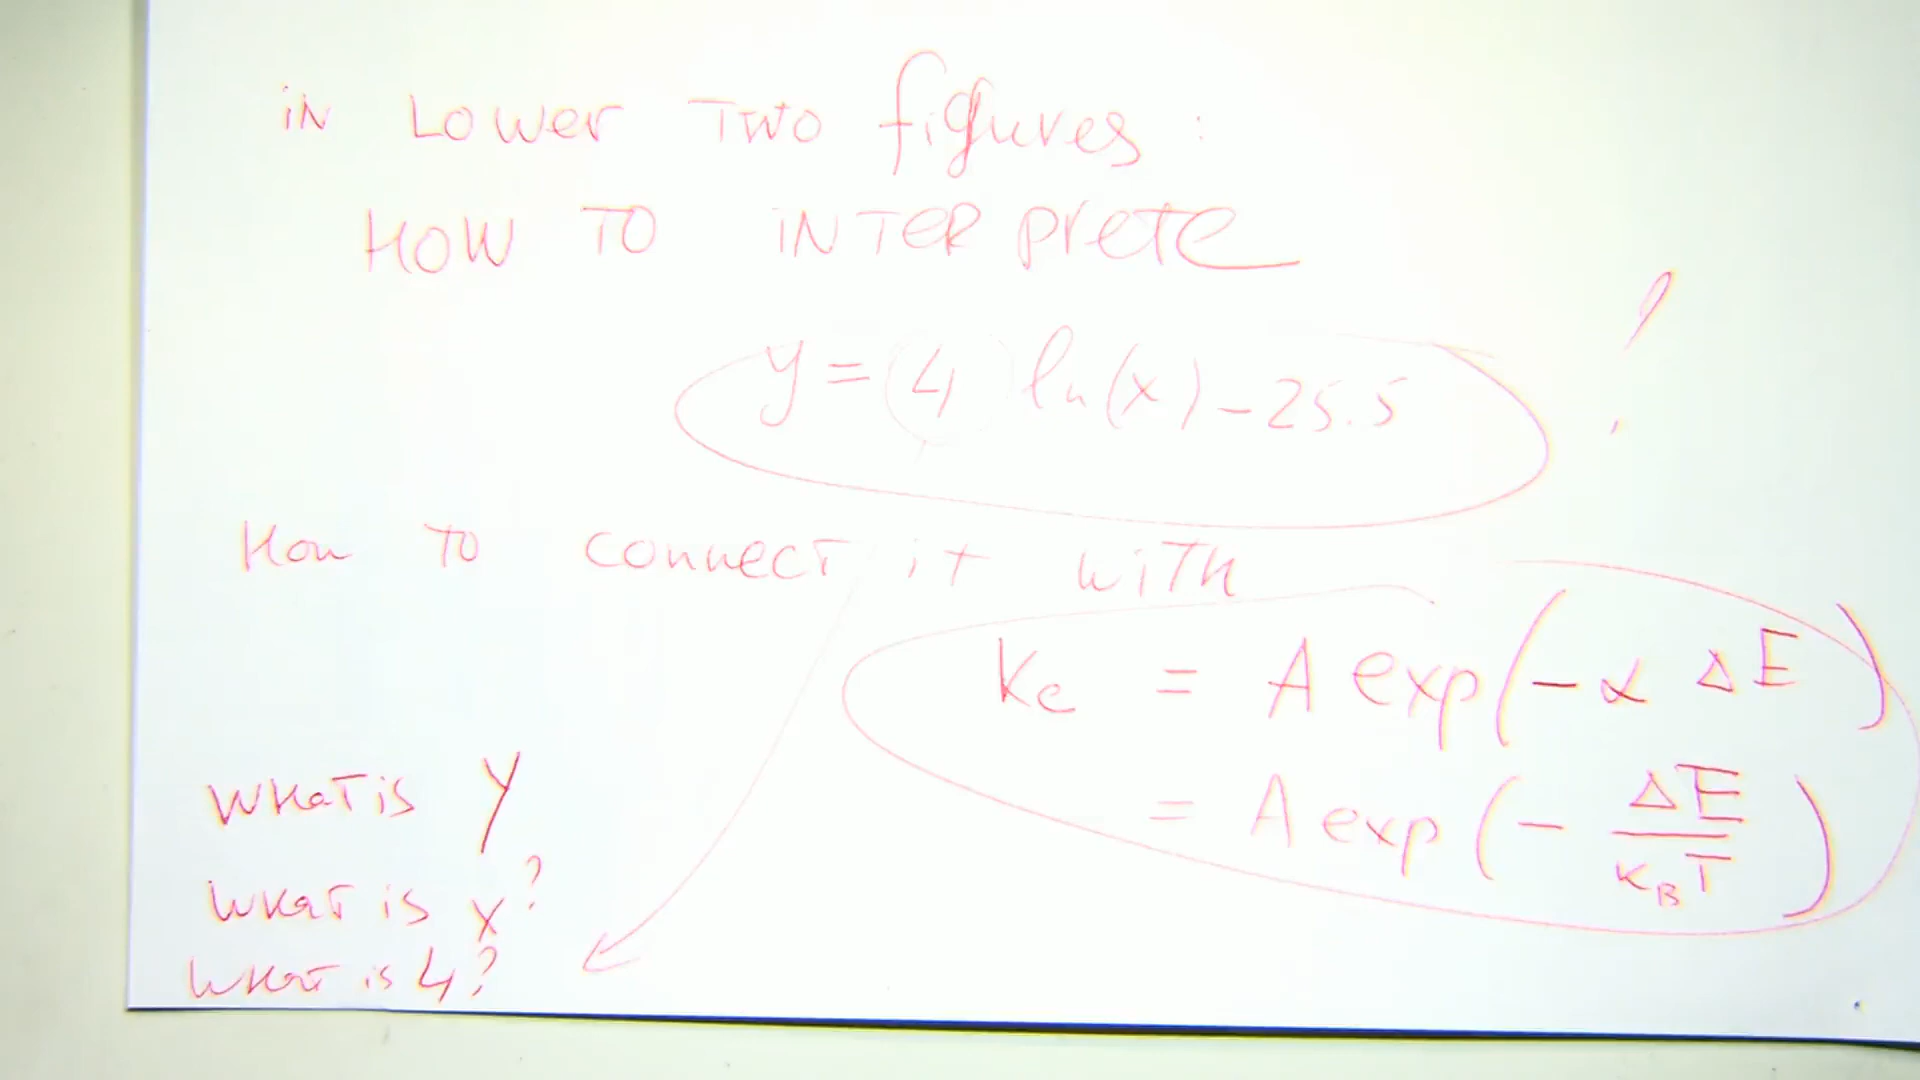 iN LOWER TWO figures:
HOW TO iNTERprete
y = 4 ln(x) - 25.5 !
How TO connect it wiTh
Kc = A exp(-α ΔE)
= A exp(- ΔE / KBT)
WhaT is y
WhaT is x?
WhaT is 4?